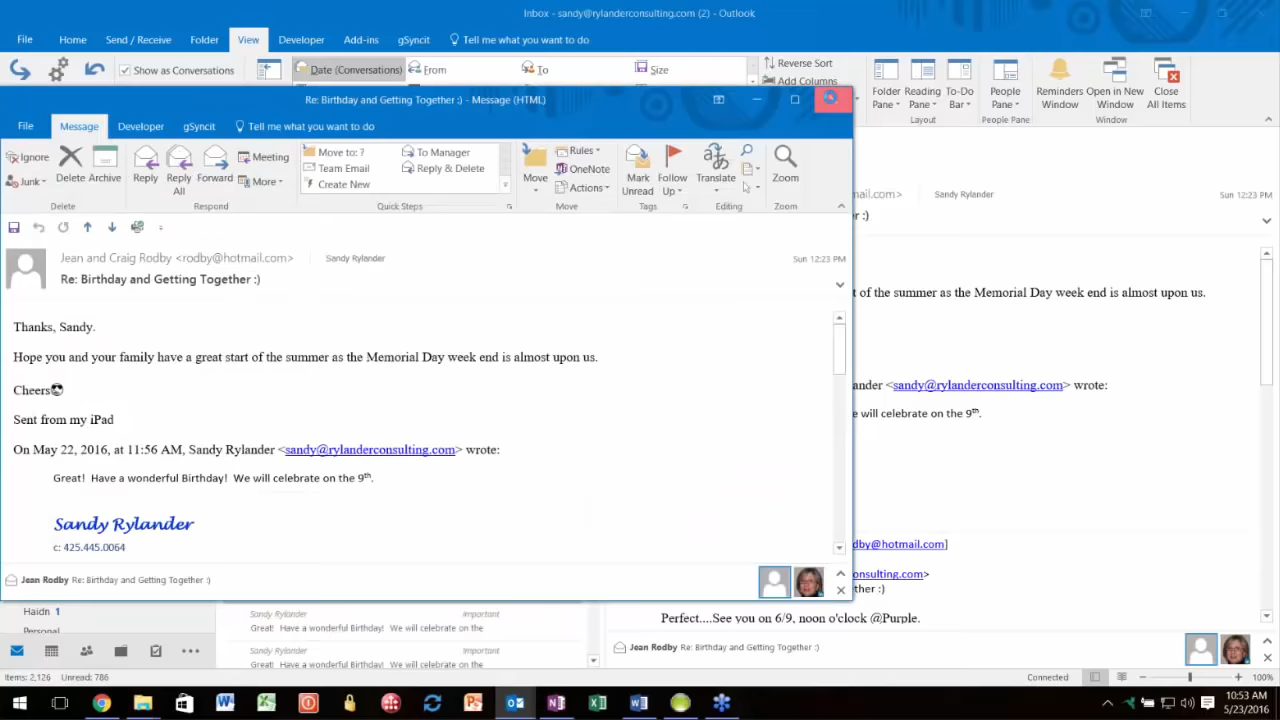 Inbox - sandy@rylanderconsulting.com (2) - Outlook
File Home Send / Receive Folder View Developer Add-ins gSyncit Tell me what you want to do
Show as Conversations Date (Conversations) From To Size Reverse Sort
Add Columns
Folder Pane Reading Pane To-Do Bar People Pane Reminders Window Open in New Window Close All Items
Layout People Pane Window
Re: Birthday and Getting Together :) - Message (HTML)
File Message Developer gSyncit Tell me what you want to do
Ignore Junk Delete Archive Reply Reply All Forward Meeting More
Move to: ? To Manager
Team Email Reply & Delete
Create New
Move Rules OneNote Actions Mark Unread Follow Up Translate Zoom
Delete Respond Quick Steps Move Tags Editing Zoom
Jean and Craig Rodby <rodby@hotmail.com> Sandy Rylander Sun 12:23 PM
Re: Birthday and Getting Together :)
Thanks, Sandy.
Hope you and your family have a great start of the summer as the Memorial Day week end is almost upon us.
Cheers😎
Sent from my iPad
On May 22, 2016, at 11:56 AM, Sandy Rylander <sandy@rylanderconsulting.com> wrote:
Great! Have a wonderful Birthday! We will celebrate on the 9th.
Sandy Rylander
c: 425.445.0064
Jean Rodby Re: Birthday and Getting Together :)
mail.com> Sandy Rylander Sun 12:23 PM
r :)
t of the summer as the Memorial Day week end is almost upon us.
ander <sandy@rylanderconsulting.com> wrote:
e will celebrate on the 9th.
dby@hotmail.com]
onsulting.com>
ther :)
Perfect....See you on 6/9, noon o'clock @Purple.
Jean Rodby Re: Birthday and Getting Together :)
Haidn 1
Personal
Sandy Rylander Important
Great! Have a wonderful Birthday! We will celebrate on the
Sandy Rylander Important
Great! Have a wonderful Birthday! We will celebrate on the
Items: 2,126 Unread: 786 Connected 100%
10:53 AM
5/23/2016